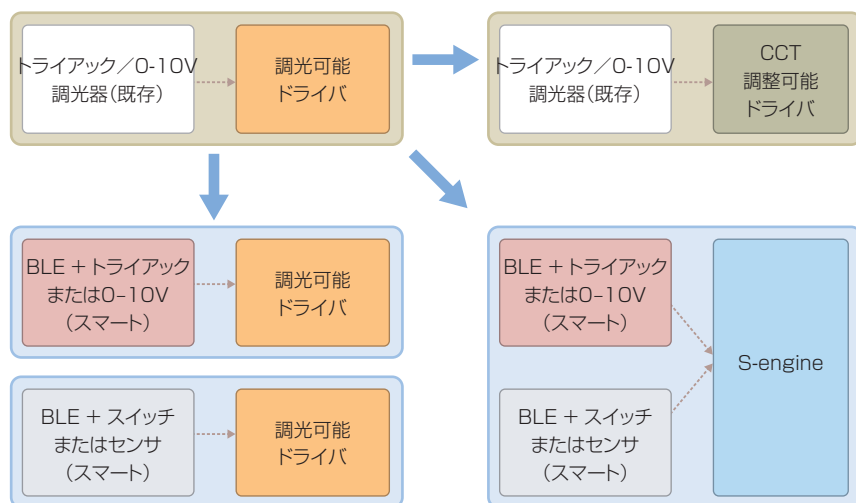 トライアック／0-10V
調光器（既存）
調光可能
ドライバ
トライアック／0-10V
調光器（既存）
CCT
調整可能
ドライバ
BLE + トライアック
または0–10V
（スマート）
調光可能
ドライバ
BLE + スイッチ
またはセンサ
（スマート）
調光可能
ドライバ
BLE + トライアック
または0–10V
（スマート）
BLE + スイッチ
またはセンサ
（スマート）
S-engine